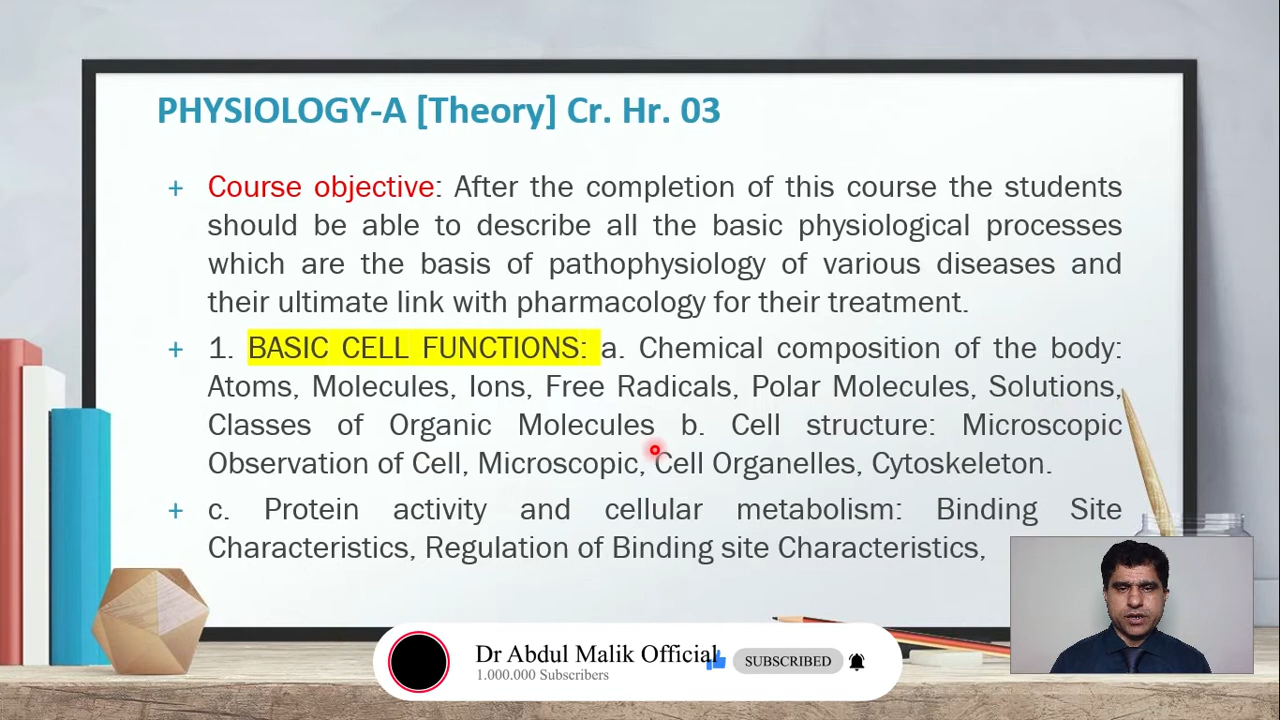 PHYSIOLOGY-A [Theory] Cr. Hr. 03
+ Course objective: After the completion of this course the students
should be able to describe all the basic physiological processes
which are the basis of pathophysiology of various diseases and
their ultimate link with pharmacology for their treatment.
+ 1. BASIC CELL FUNCTIONS: a. Chemical composition of the body:
Atoms, Molecules, Ions, Free Radicals, Polar Molecules, Solutions,
Classes of Organic Molecules b. Cell structure: Microscopic
Observation of Cell, Microscopic, Cell Organelles, Cytoskeleton.
+ c. Protein activity and cellular metabolism: Binding Site
Characteristics, Regulation of Binding site Characteristics,
Dr Abdul Malik Official
SUBSCRIBED
1.000.000 Subscribers